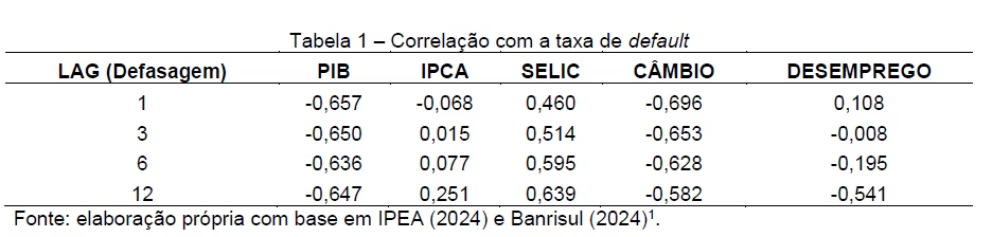 Tabela 1 – Correlação com a taxa de default
LAG (Defasagem) PIB IPCA SELIC CÂMBIO DESEMPREGO
1 -0,657 -0,068 0,460 -0,696 0,108
3 -0,650 0,015 0,514 -0,653 -0,008
6 -0,636 0,077 0,595 -0,628 -0,195
12 -0,647 0,251 0,639 -0,582 -0,541
Fonte: elaboração própria com base em IPEA (2024) e Banrisul (2024)¹.